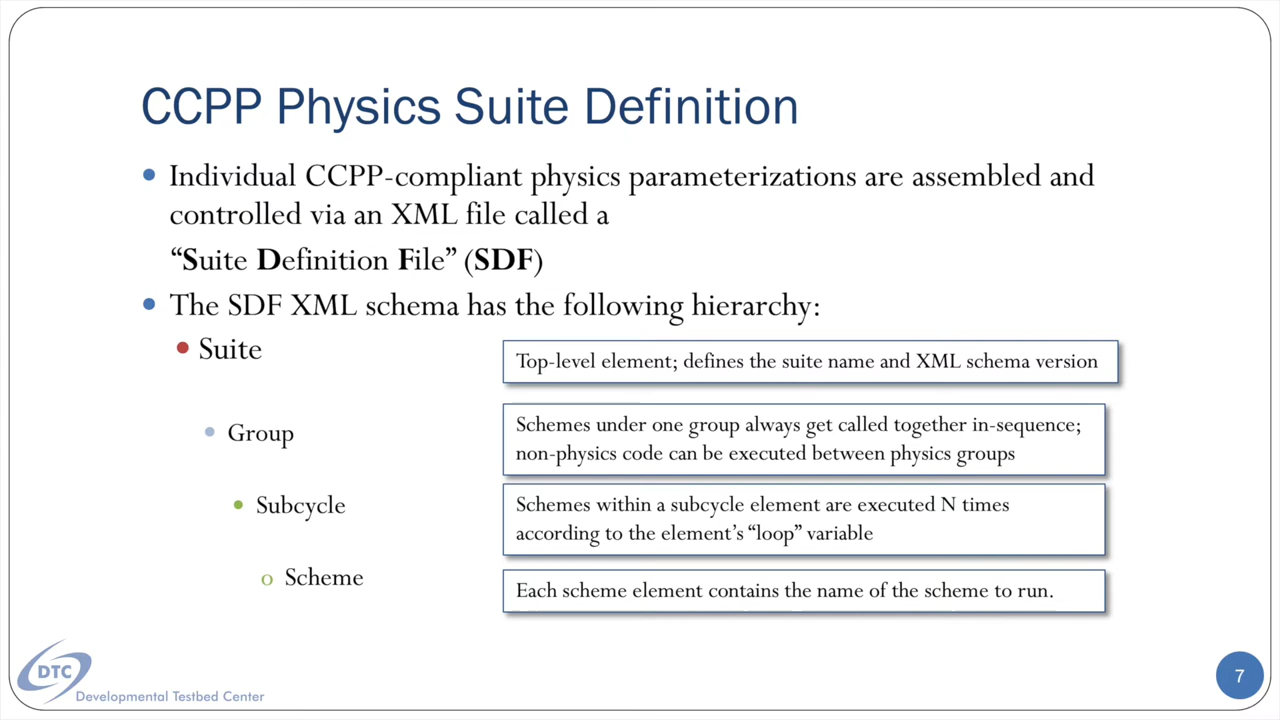 CCPP Physics Suite Definition
• Individual CCPP-compliant physics parameterizations are assembled and
controlled via an XML file called a
“Suite Definition File” (SDF)
• The SDF XML schema has the following hierarchy:
• Suite
Top-level element; defines the suite name and XML schema version
• Group
Schemes under one group always get called together in-sequence;
non-physics code can be executed between physics groups
• Subcycle
Schemes within a subcycle element are executed N times
according to the element’s “loop” variable
o Scheme
Each scheme element contains the name of the scheme to run.
DTC
Developmental Testbed Center
7